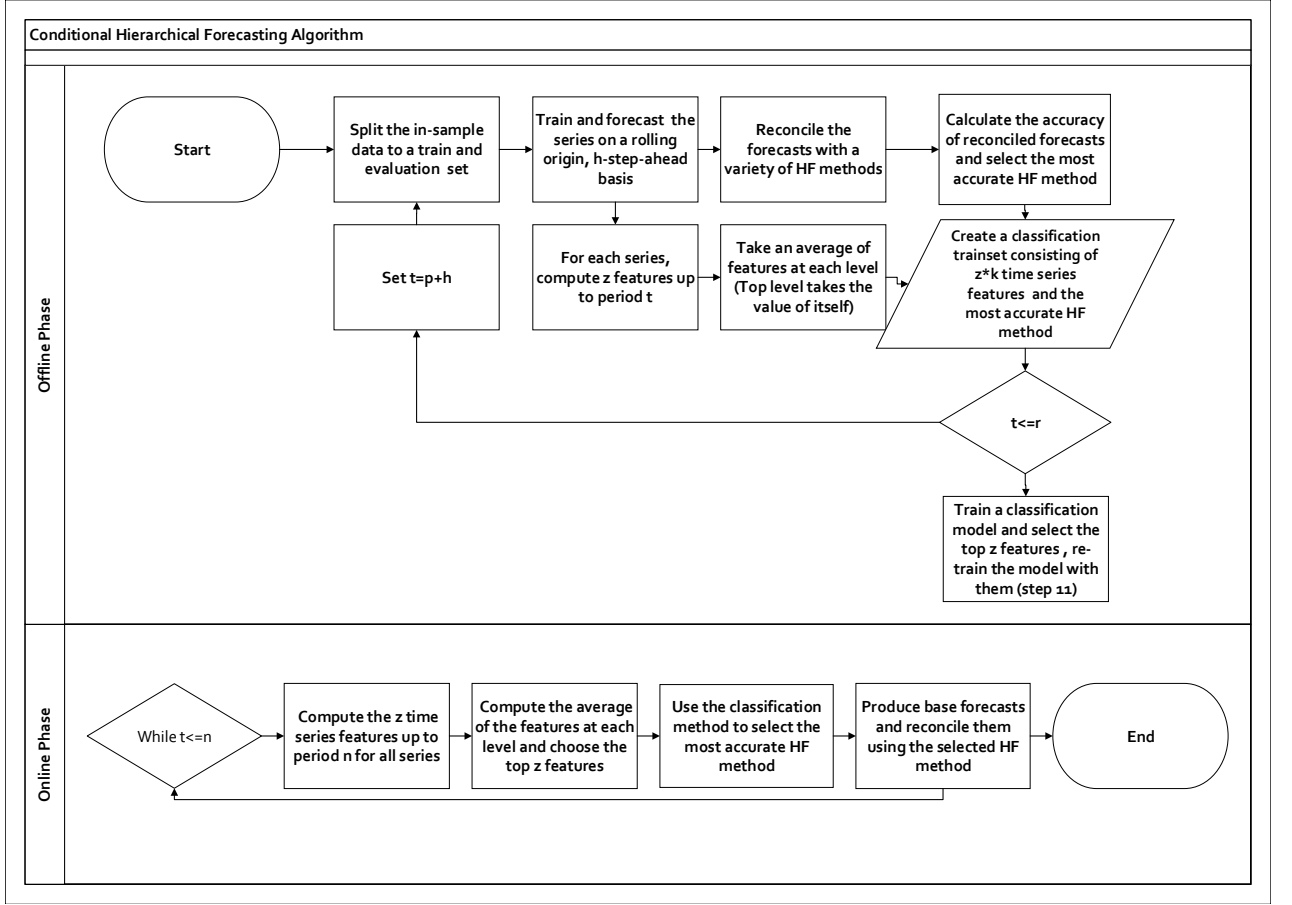 Conditional Hierarchical Forecasting Algorithm
Offline Phase
Start
Split the in-sample
data to a train and
evaluation set
Train and forecast the
series on a rolling
origin, h-step-ahead
basis
Reconcile the
forecasts with a
variety of HF methods
Calculate the accuracy
of reconciled forecasts
and select the most
accurate HF method
Set t=p+h
For each series,
compute z features up
to period t
Take an average of
features at each level
(Top level takes the
value of itself)
Create a classification
trainset consisting of
z*k time series
features and the
most accurate HF
method
t<=r
Train a classification
model and select the
top z features , re-
train the model with
them (step 11)
Online Phase
While t<=n
Compute the z time
series features up to
period n for all series
Compute the average
of the features at each
level and choose the
top z features
Use the classification
method to select the
most accurate HF
method
Produce base forecasts
and reconcile them
using the selected HF
method
End